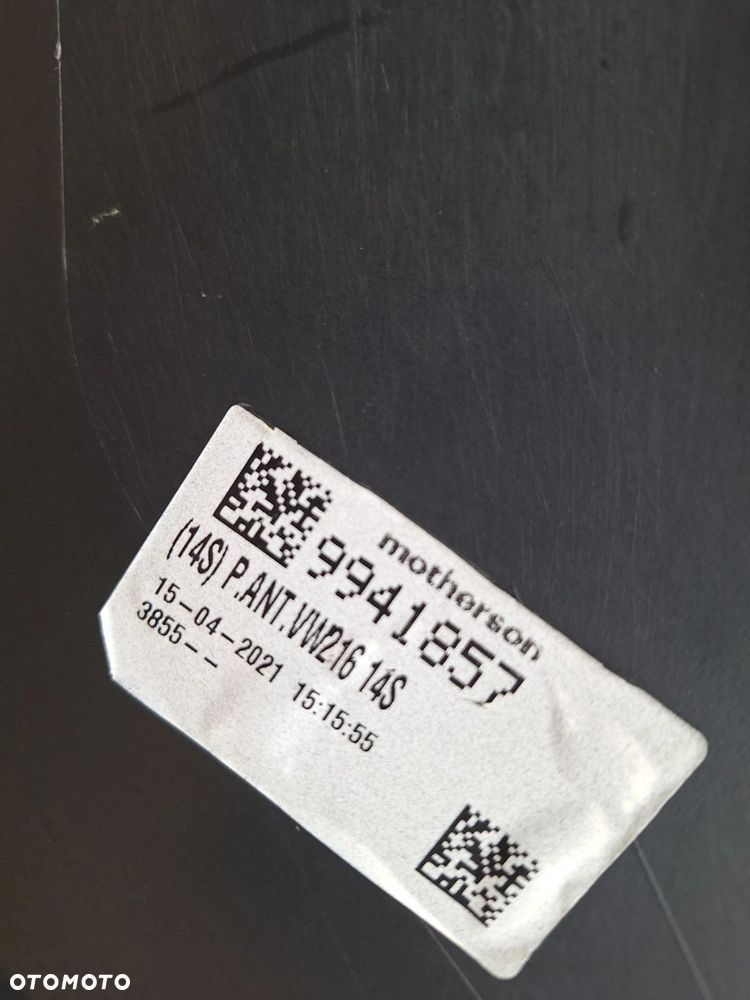 motherson
9941857
(14S) P.ANT.VW216 14S
15-04-2021 15:15:55
3855--
OTOMOTO